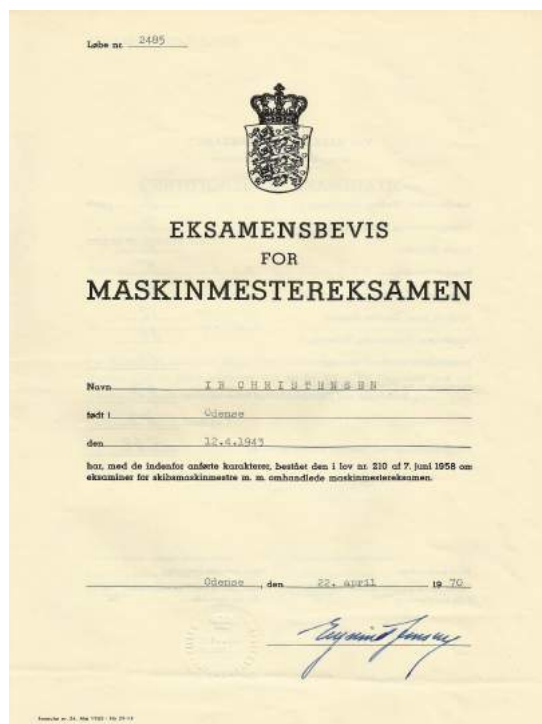 Løbe nr. 2485
EKSAMENSBEVIS
FOR
MASKINMESTEREKSAMEN
Navn IB CHRISTENSEN
født i Odense
den 12.4.1943
har, med de indenfor anførte karakterer, bestået den i lov nr. 210 af 7. juni 1958 om
eksaminer for skibsmaskinmestre m. m. omhandlede maskinmestereksamen.
Odense, den 22. april 1970